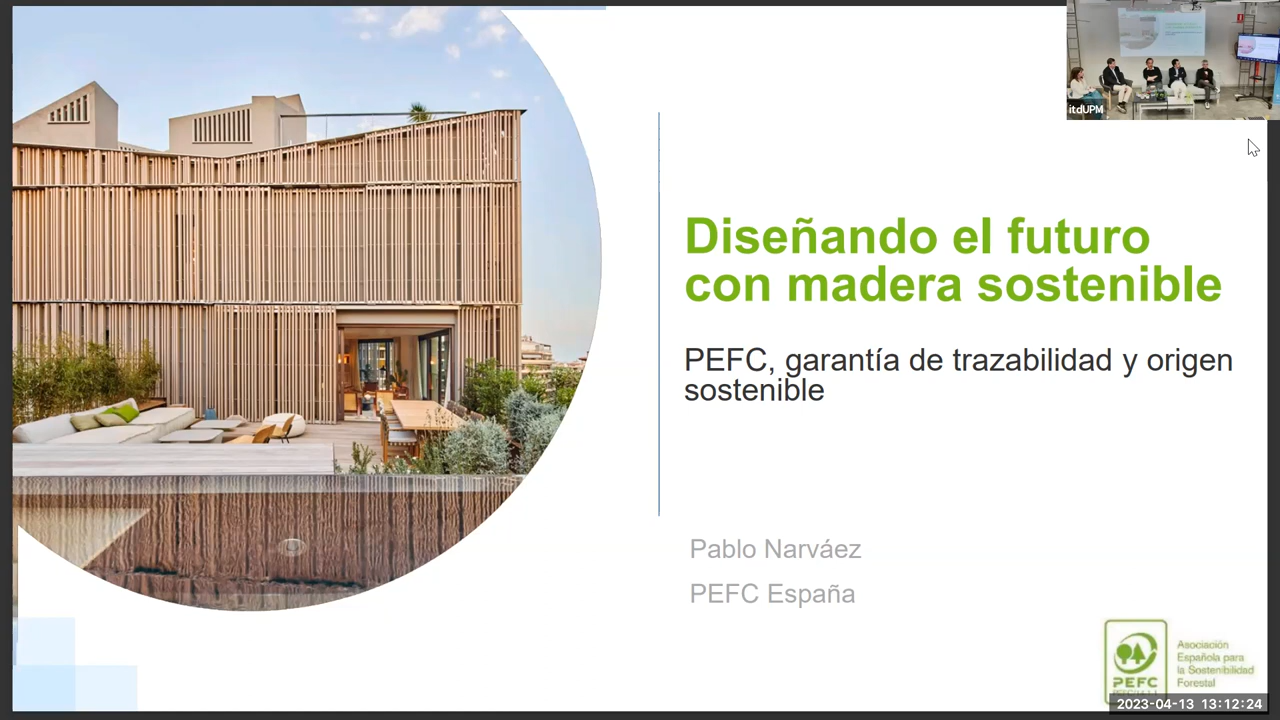 itdUPM
Diseñando el futuro
con madera sostenible
PEFC, garantía de trazabilidad y origen
sostenible
Pablo Narváez
PEFC España
Asociación
Española para
la Sostenibilidad
Forestal
PEFC
2023-04-13 13:12:24